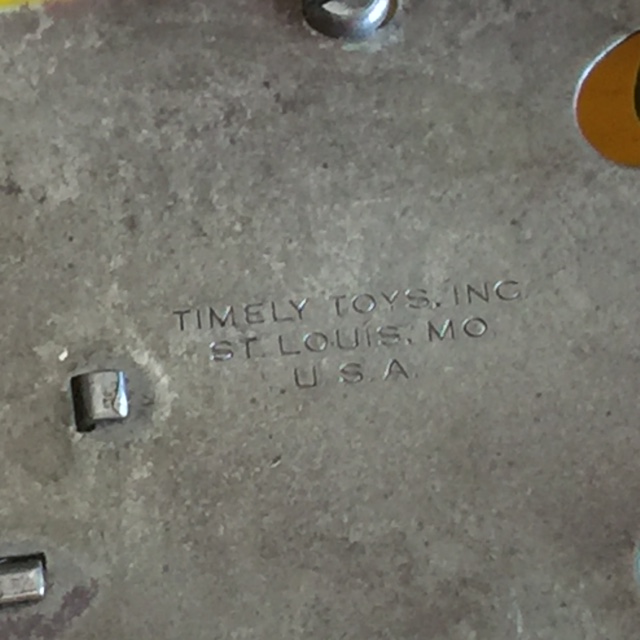 TIMELY TOYS, INC
ST. LOUIS, MO
U.S.A.